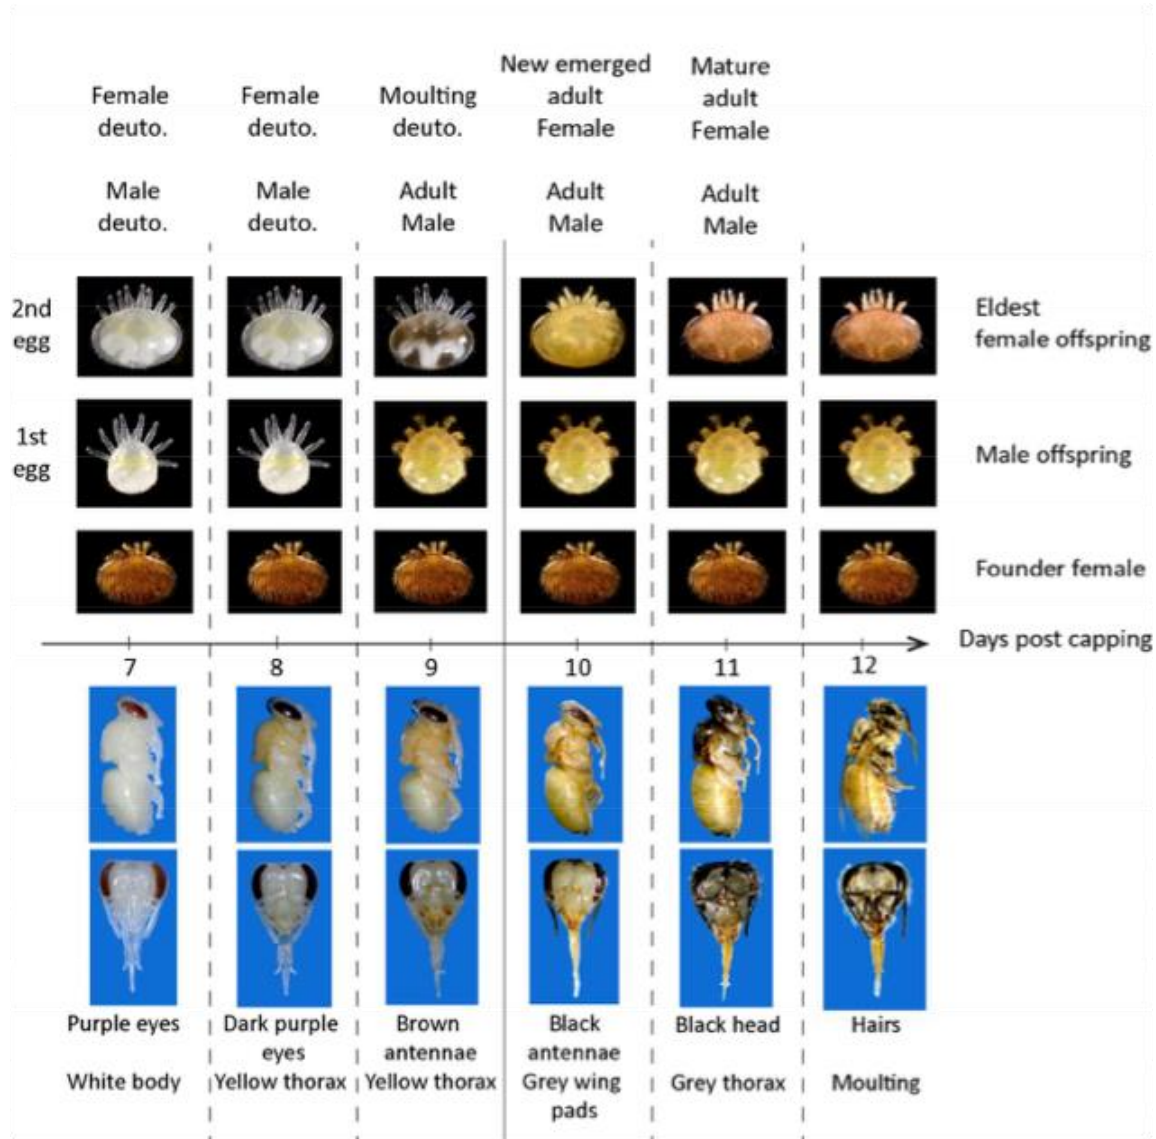 Female
deuto.
Female
deuto.
Moulting
deuto.
New emerged
adult
Female
Mature
adult
Female
Male
deuto.
Male
deuto.
Adult
Male
Adult
Male
Adult
Male
2nd
egg
Eldest
female offspring
1st
egg
Male offspring
Founder female
Days post capping
7 8 9 10 11 12
Purple eyes
White body
Dark purple
eyes
Yellow thorax
Brown
antennae
Yellow thorax
Black
antennae
Grey wing
pads
Black head
Grey thorax
Hairs
Moulting